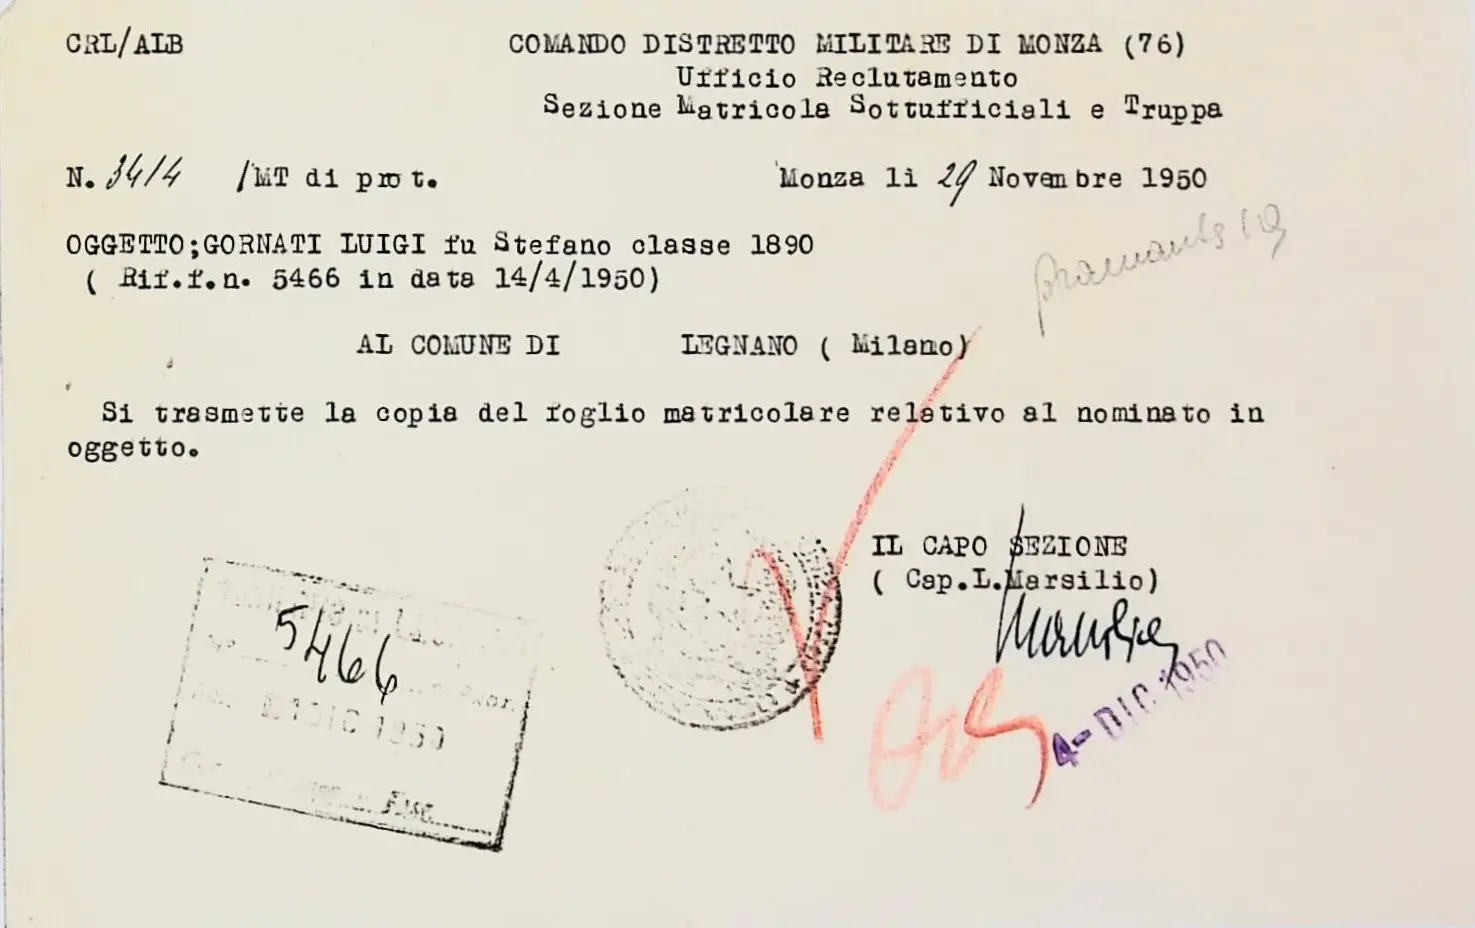 CRL/ALB
COMANDO DISTRETTO MILITARE DI MONZA (76)
Ufficio Reclutamento
Sezione Matricola Sottufficiali e Truppa
N. 3414 /MT di prot.
Monza li 29 Novembre 1950
OGGETTO;GORNATI LUIGI fu Stefano classe 1890
( Rif.f.n. 5466 in data 14/4/1950)
AL COMUNE DI LEGNANO ( Milano)
Si trasmette la copia del foglio matricolare relativo al nominato in
oggetto.
IL CAPO SEZIONE
( Cap.L.Marsilio)
5466
DIC 1950
4- DIC 1950